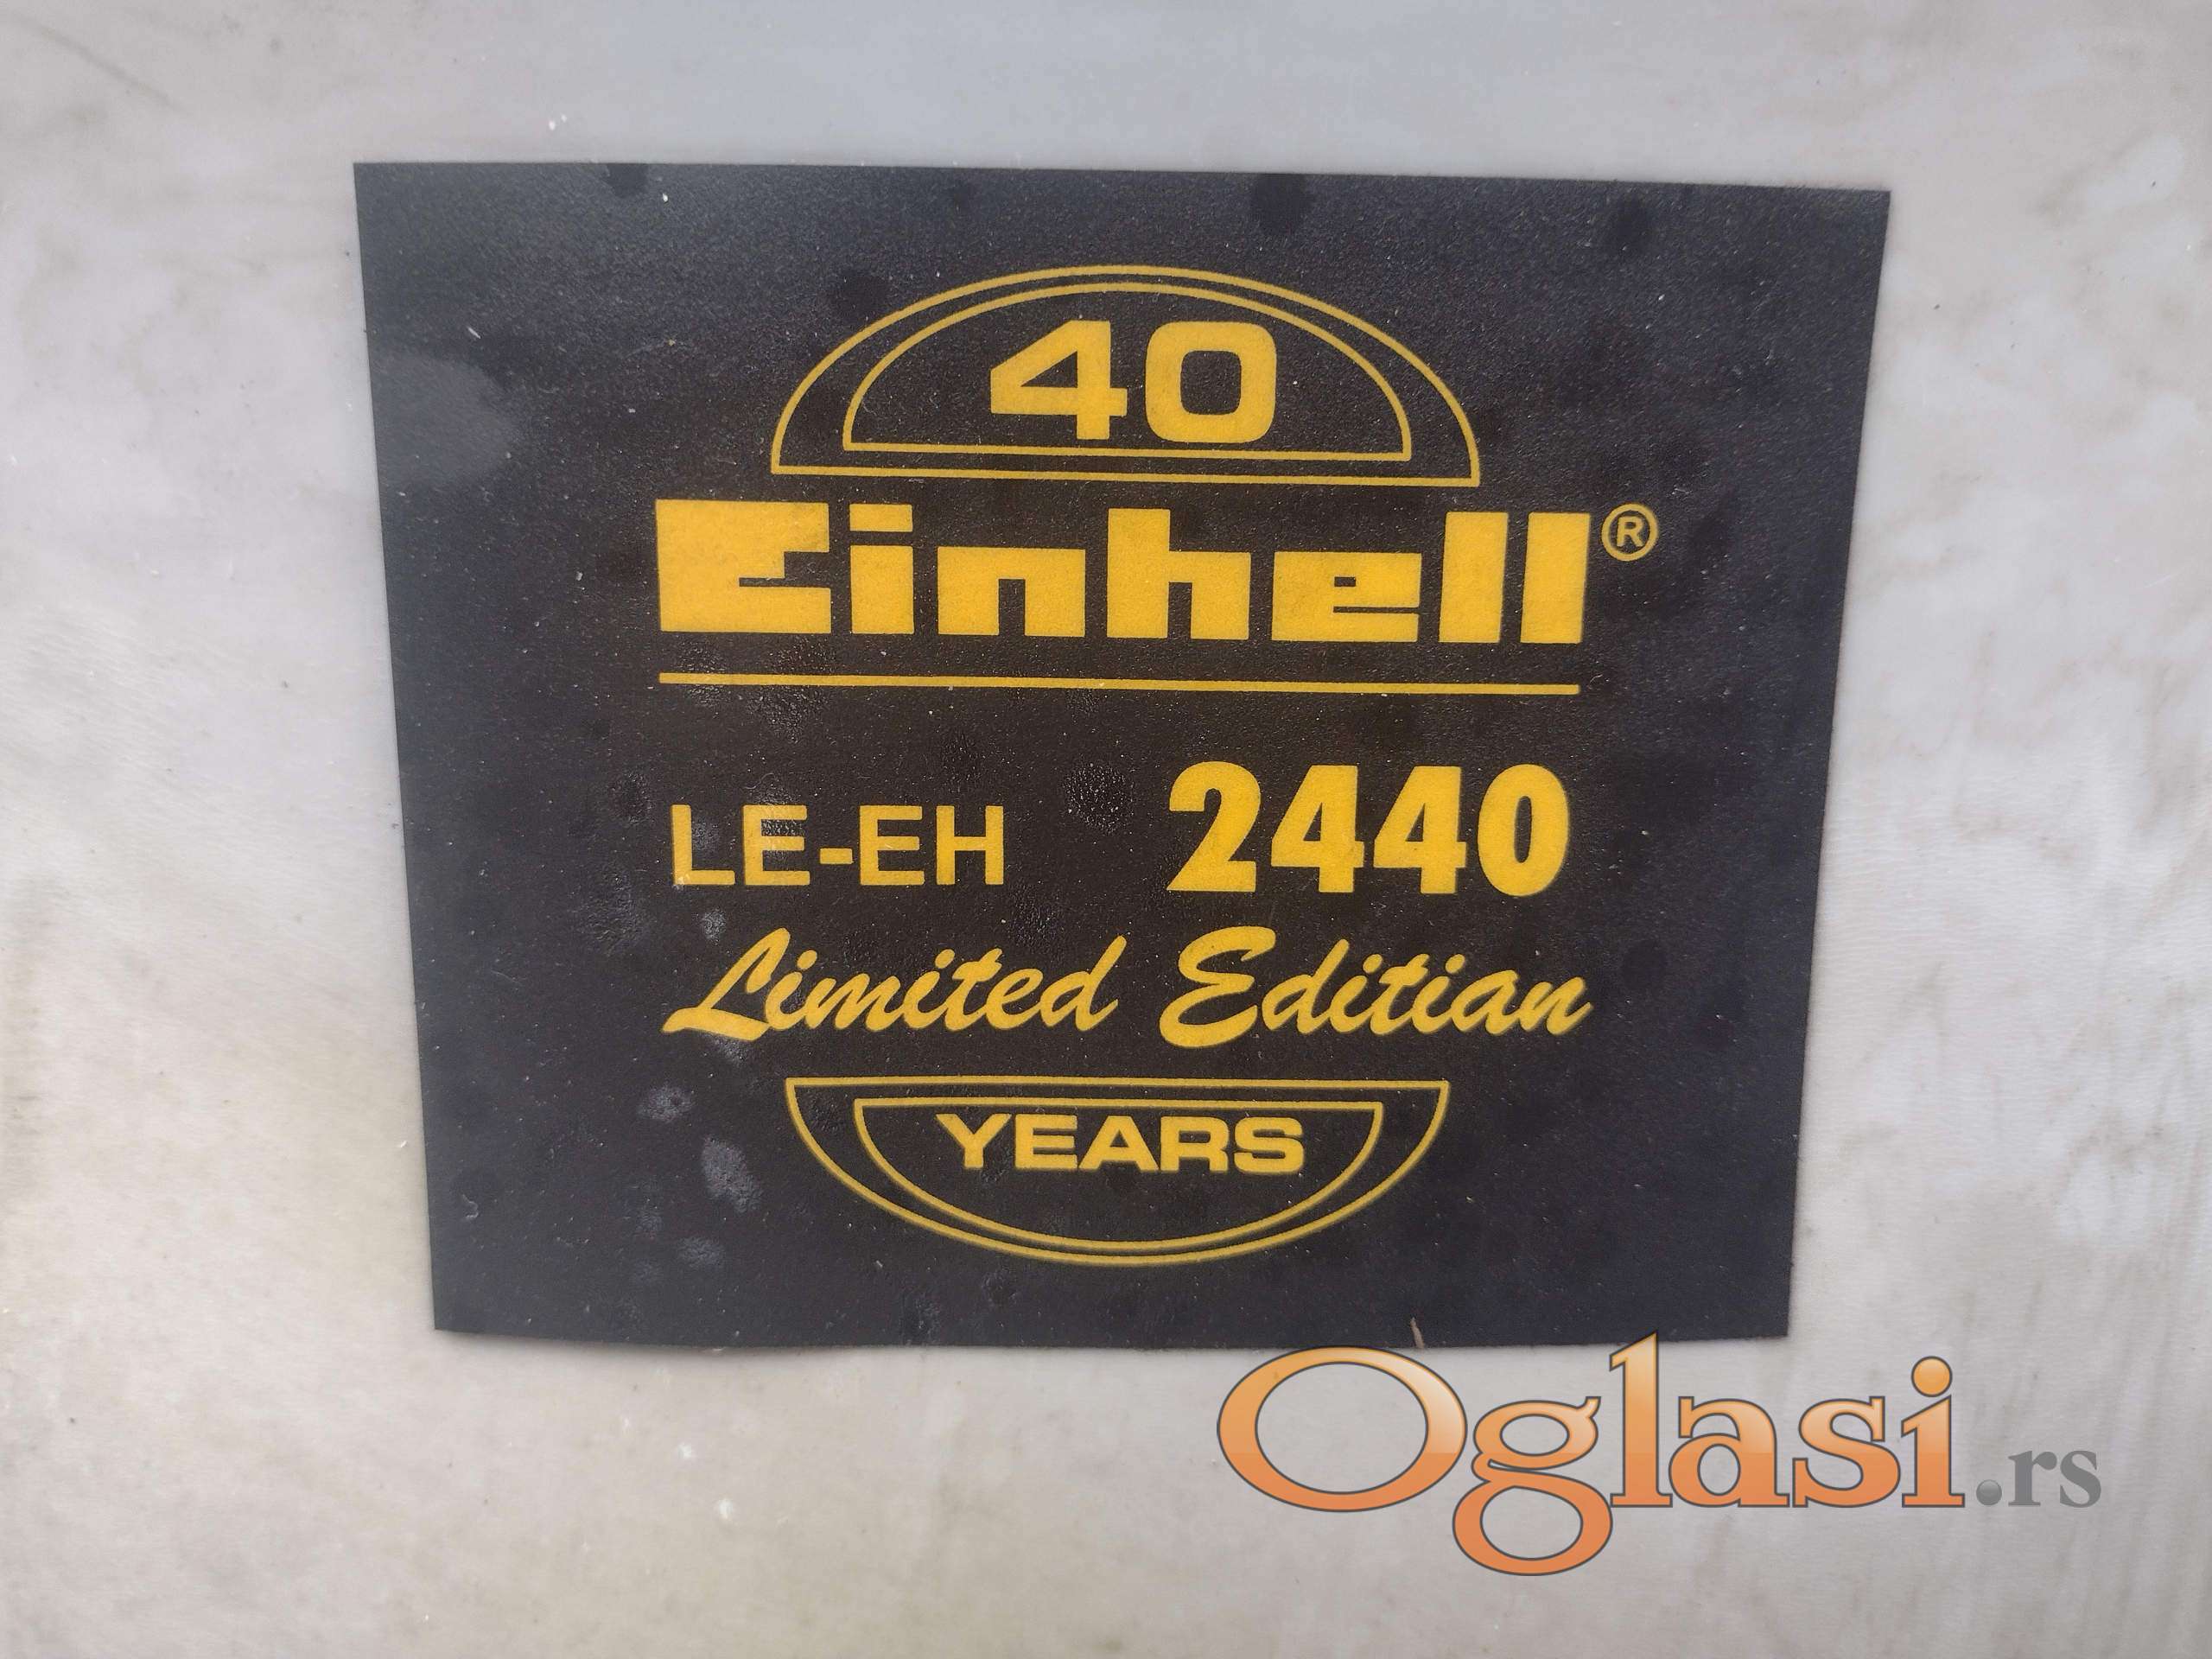 40
Einhell®
LE-EH 2440
Limited Editian
YEARS
Oglasi.rs